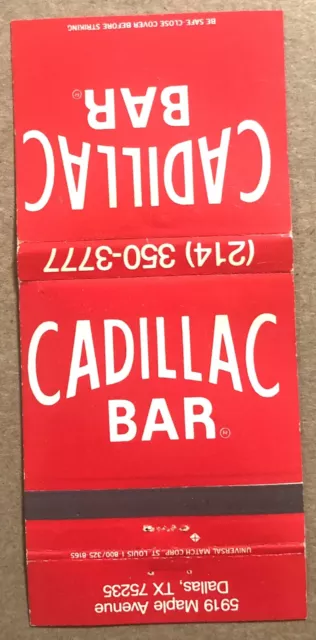 BE SAFE-CLOSE COVER BEFORE STRIKING
CADILLAC
BAR®
(214) 350-3777
CADILLAC
BAR®
UNIVERSAL MATCH CORP. ST. LOUIS 1 800/325 8165
5919 Maple Avenue
Dallas, TX 75235